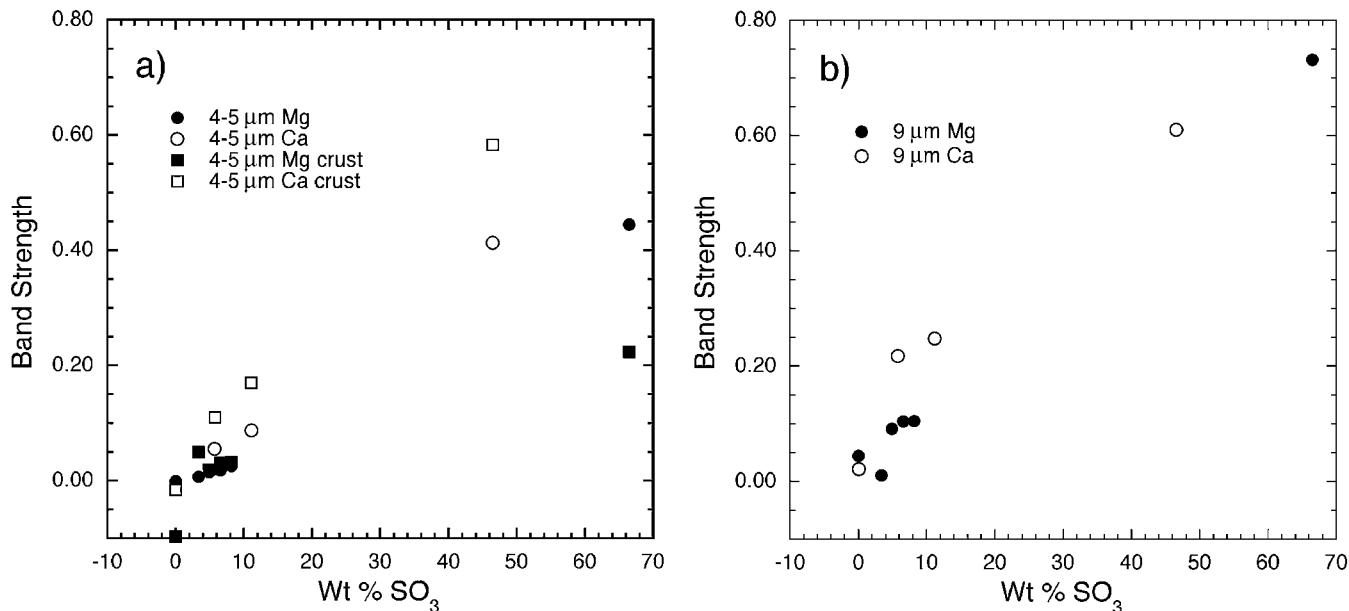 a)
4-5 μm Mg
4-5 μm Ca
4-5 μm Mg crust
4-5 μm Ca crust
Band Strength
0.80
0.60
0.40
0.20
0.00
-10 0 10 20 30 40 50 60 70
Wt % SO₃
b)
9 μm Mg
9 μm Ca
Band Strength
0.80
0.60
0.40
0.20
0.00
-10 0 10 20 30 40 50 60 70
Wt % SO₃